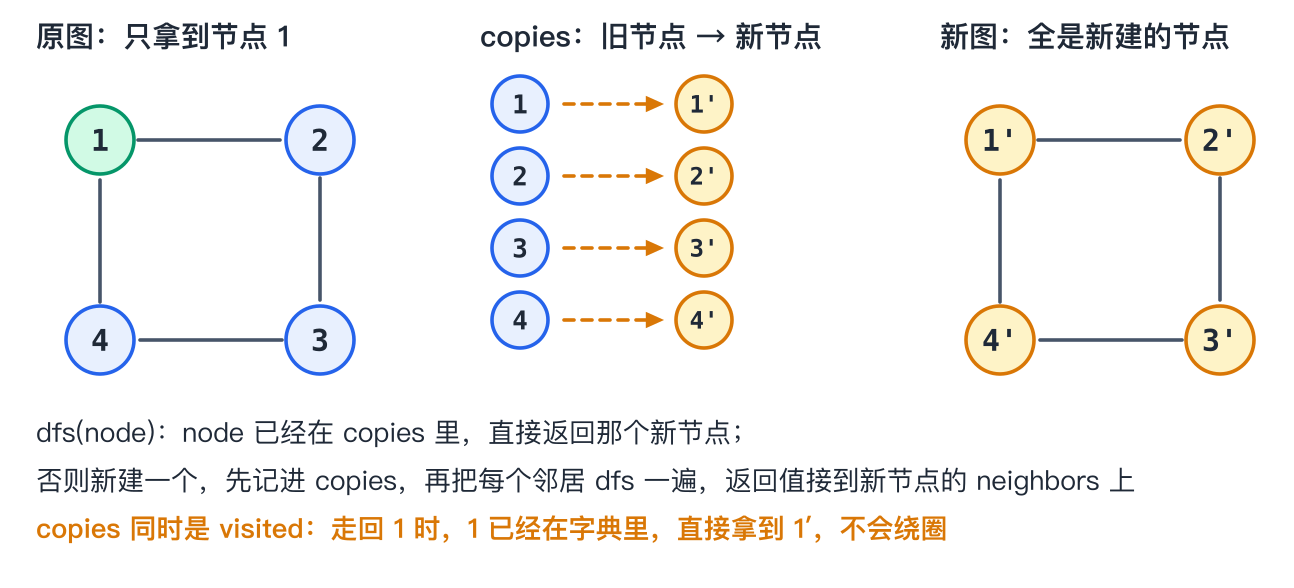 原图：只拿到节点 1
copies：旧节点 → 新节点
新图：全是新建的节点
1
2
4
3
1
1'
2
2'
3
3'
4
4'
1'
2'
4'
3'
dfs(node)：node 已经在 copies 里，直接返回那个新节点；
否则新建一个，先记进 copies，再把每个邻居 dfs 一遍，返回值接到新节点的 neighbors 上
copies 同时是 visited：走回 1 时，1 已经在字典里，直接拿到 1′，不会绕圈